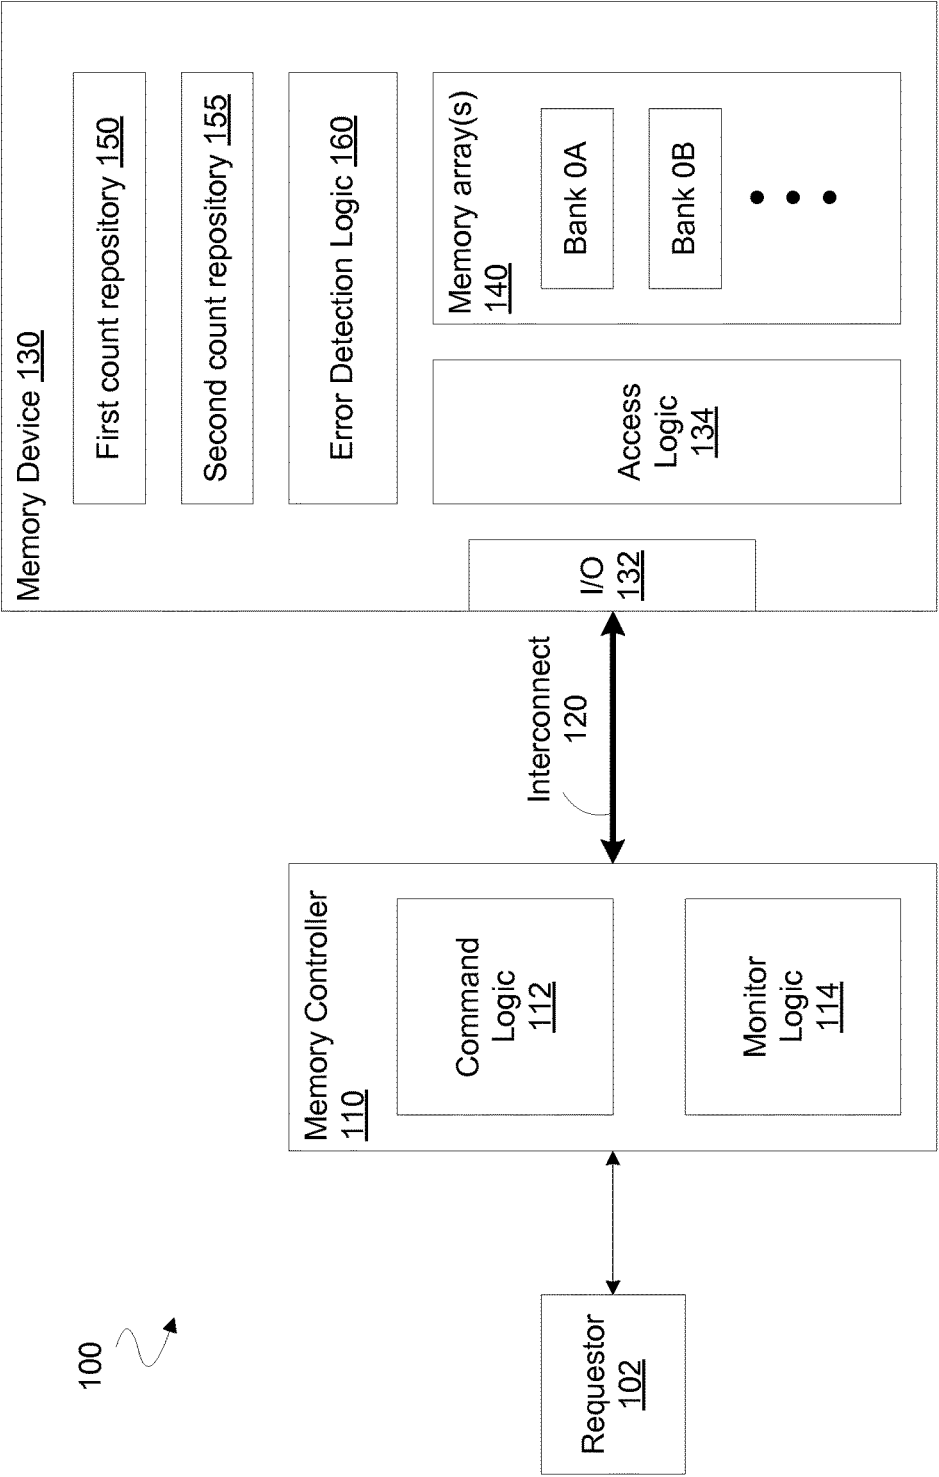 100
Requestor
102
Memory Controller
110
Command
Logic
112
Monitor
Logic
114
Interconnect
120
Memory Device 130
First count repository 150
Second count repository 155
Error Detection Logic 160
I/O
132
Access
Logic
134
Memory array(s)
140
Bank 0A
Bank 0B